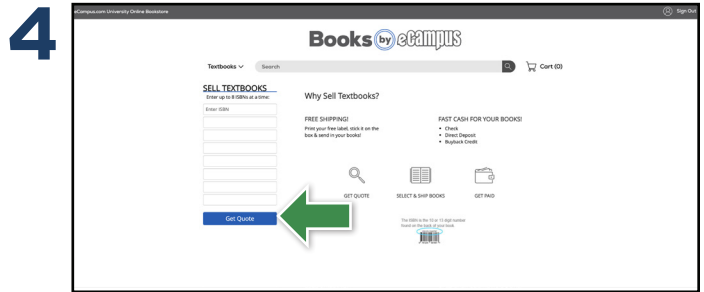 4
eCampus.com University Online Bookstore
Sign Out
Books by eCampus
Textbooks
Search
Cart (0)
SELL TEXTBOOKS
Enter up to 8 ISBNs at a time.
Enter ISBN
Get Quote
Why Sell Textbooks?
FREE SHIPPING!
Print your free label, stick it on the
box & send in your books!
FAST CASH FOR YOUR BOOKS!
• Check
• Direct Deposit
• Buyback Credit
GET QUOTE
SELECT & SHIP BOOKS
GET PAID
The ISBN is the 10 or 13 digit number
found on the back of your book